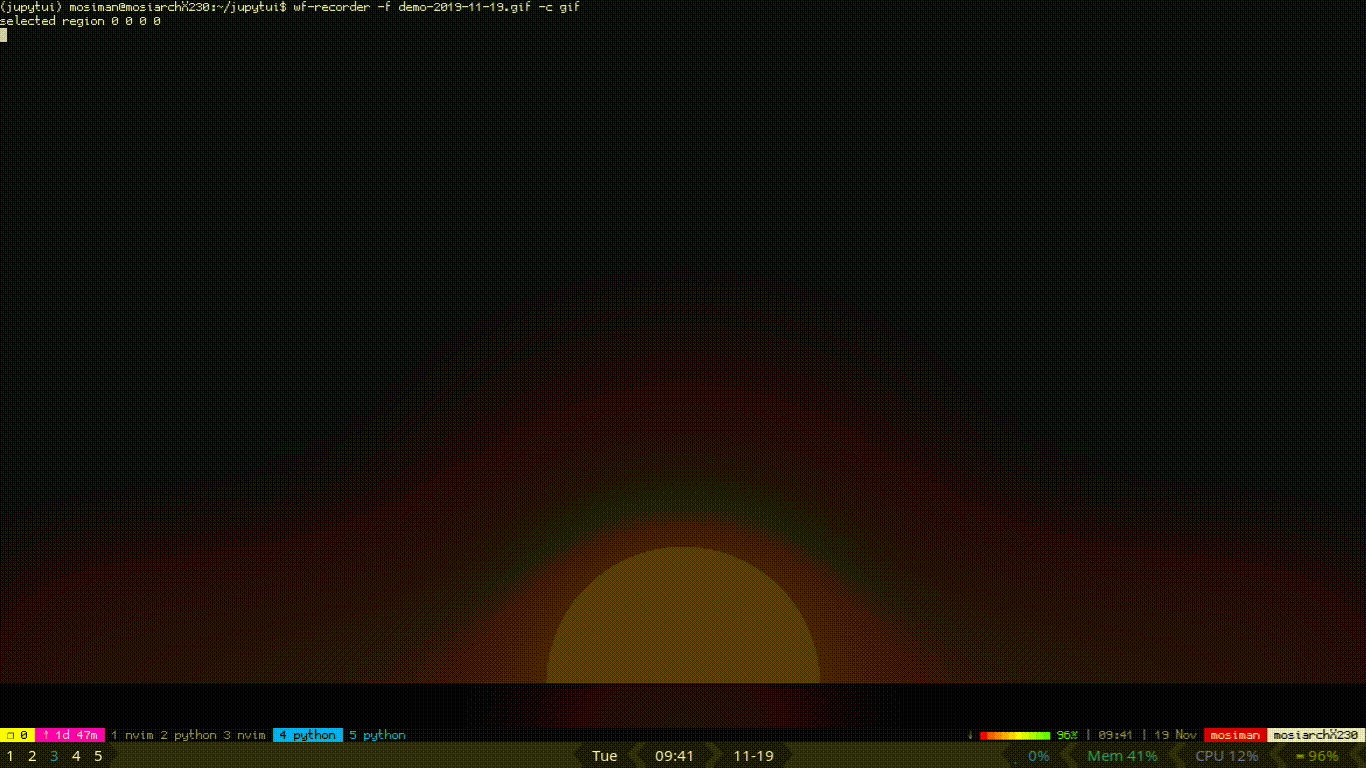 (jupytui) mosiman@mosiarchX230:~/jupytui$ wf-recorder -f demo-2019-11-19.gif -c gif
selected region 0 0 0 0
❐ 0 ↑ 1d 47m 1 nvim 2 python 3 nvim 4 python 5 python ↓ 96% | 09:41 | 19 Nov mosiman mosiarchX230
1 2 3 4 5 Tue 09:41 11-19 0% Mem 41% CPU 12% 96%